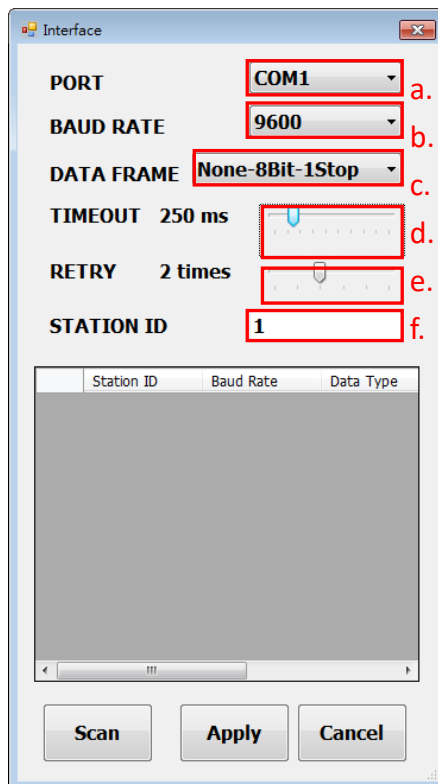 Interface
PORT COM1 a.
BAUD RATE 9600 b.
DATA FRAME None-8Bit-1Stop c.
TIMEOUT 250 ms d.
RETRY 2 times e.
STATION ID 1 f.
Station ID Baud Rate Data Type
Scan Apply Cancel